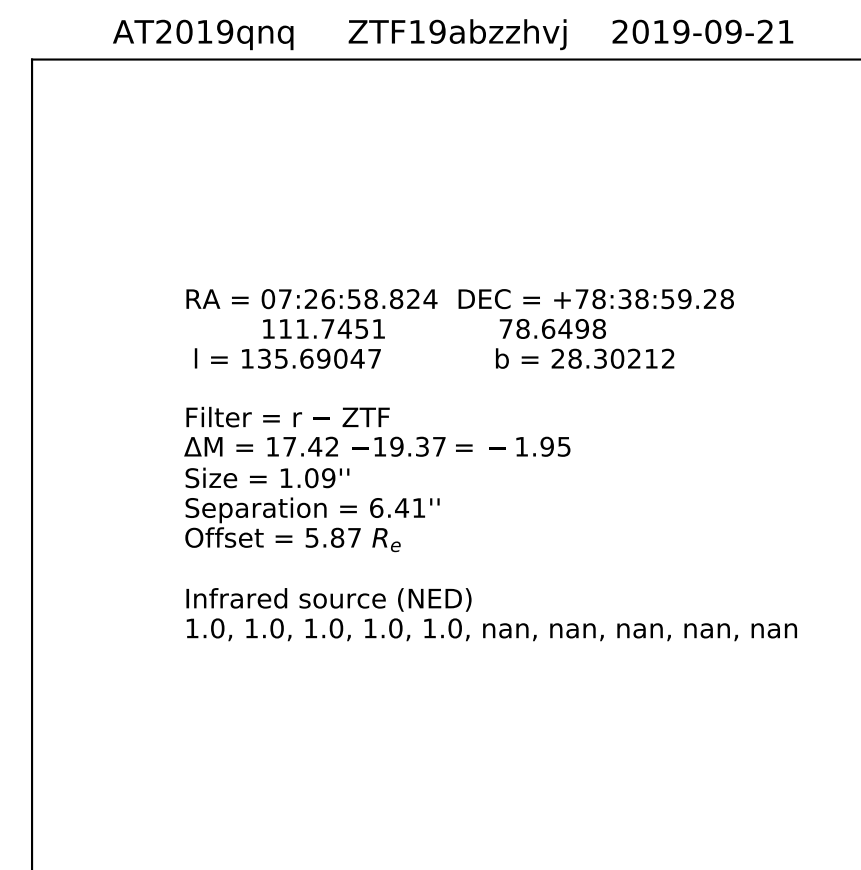 AT2019qnq ZTF19abzzhvj 2019-09-21
RA = 07:26:58.824 DEC = +78:38:59.28
111.7451 78.6498
l = 135.69047 b = 28.30212
Filter = r − ZTF
ΔM = 17.42 −19.37 = − 1.95
Size = 1.09''
Separation = 6.41''
Offset = 5.87 Rₑ
Infrared source (NED)
1.0, 1.0, 1.0, 1.0, 1.0, nan, nan, nan, nan, nan